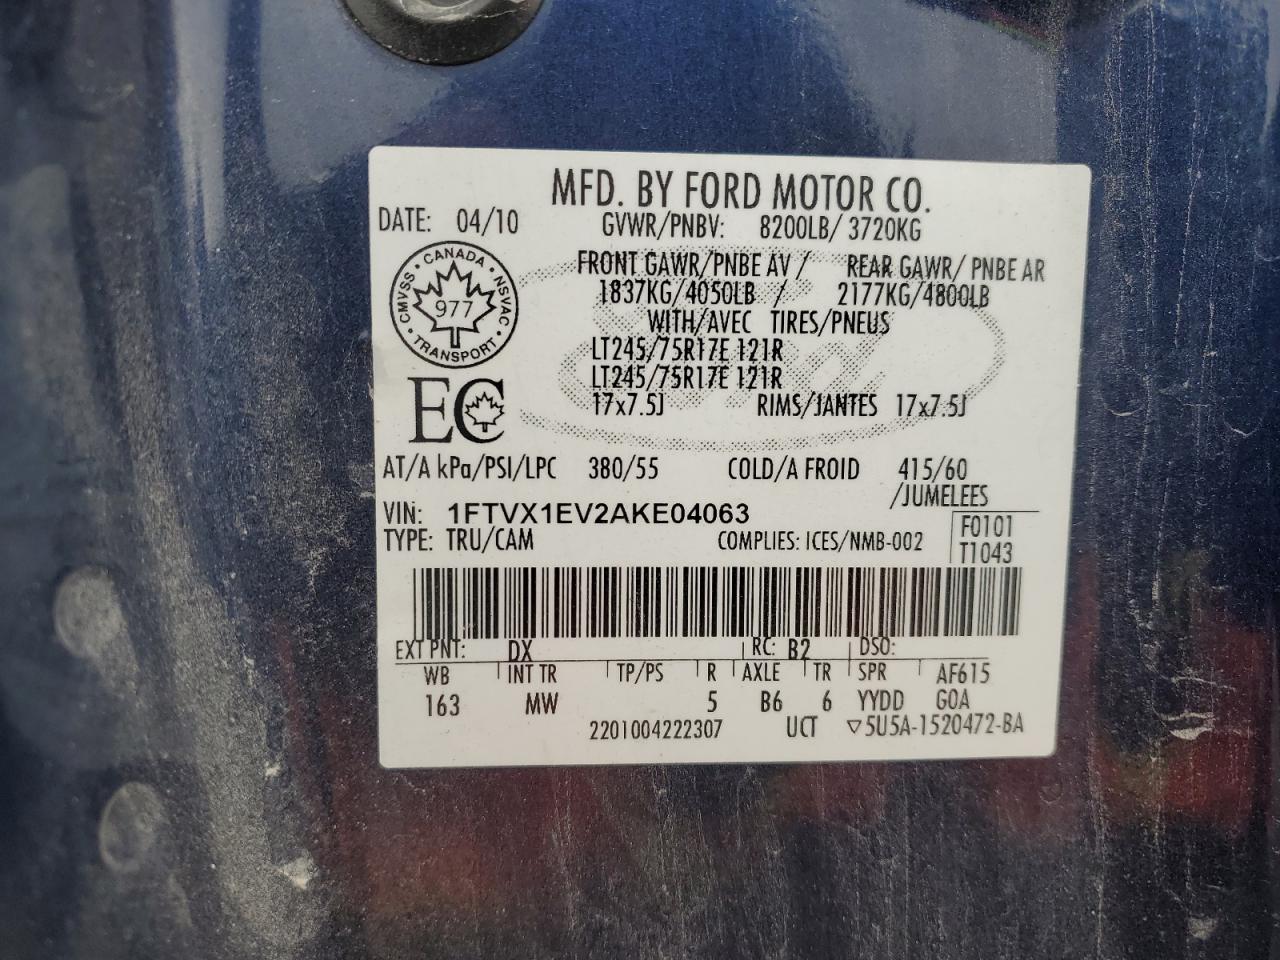 MFD. BY FORD MOTOR CO.
DATE: 04/10 GVWR/PNBV: 8200LB/ 3720KG
FRONT GAWR/PNBE AV / REAR GAWR/ PNBE AR
1837KG/4050LB / 2177KG/4800LB
WITH/AVEC TIRES/PNEUS
LT245/75R17E 121R
LT245/75R17E 121R
17x7.5J RIMS/JANTES 17x7.5J
CANADA · NSVAC · TRANSPORT · CMVSS ·
977
EC
AT/A kPa/PSI/LPC 380/55 COLD/A FROID 415/60
/JUMELEES
VIN: 1FTVX1EV2AKE04063
F0101
TYPE: TRU/CAM COMPLIES: ICES/NMB-002
T1043
EXT PNT: DX RC: B2 DSO:
WB INT TR TP/PS R AXLE TR SPR AF615
163 MW 5 B6 6 YYDD GOA
2201004222307 UCT ▽5U5A-1520472-BA